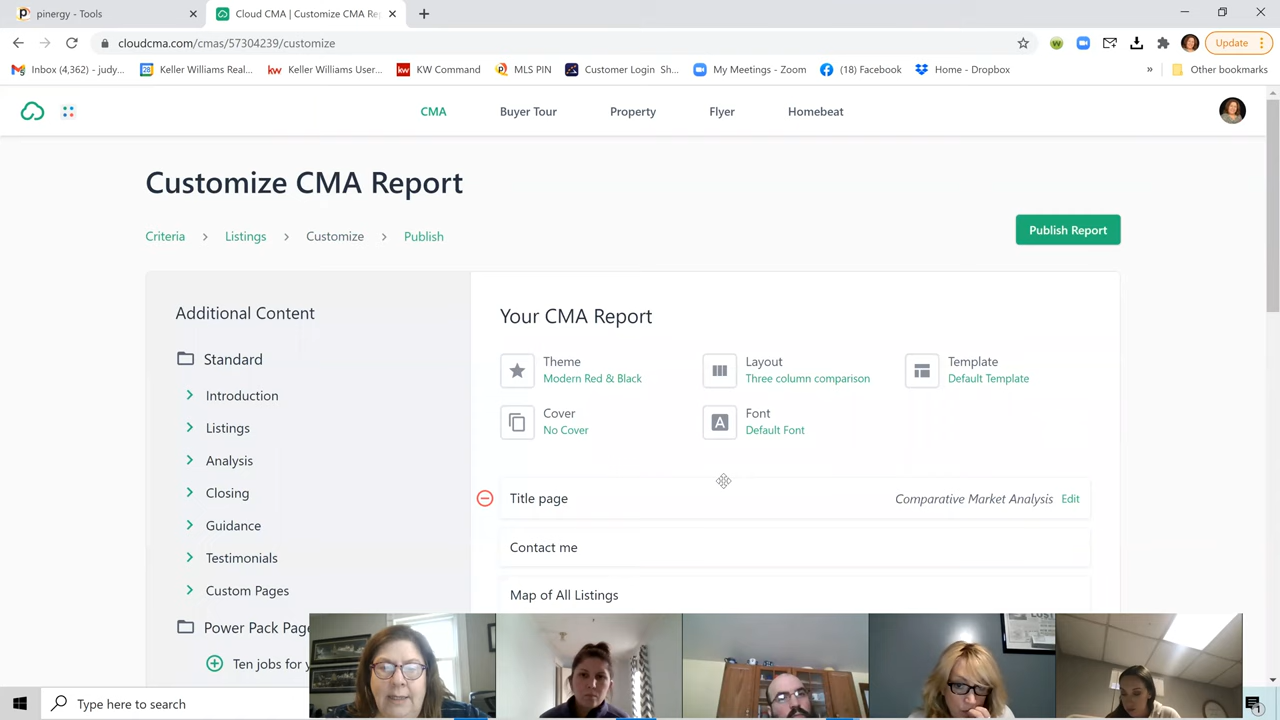 pinergy - Tools
Cloud CMA | Customize CMA Re
cloudcma.com/cmas/57304239/customize
Update
Inbox (4,362) - judy...
Keller Williams Real...
Keller Williams User...
KW Command
MLS PIN
Customer Login Sh...
My Meetings - Zoom
(18) Facebook
Home - Dropbox
»
Other bookmarks
CMA
Buyer Tour
Property
Flyer
Homebeat
Customize CMA Report
Criteria > Listings > Customize > Publish
Publish Report
Additional Content
Standard
Introduction
Listings
Analysis
Closing
Guidance
Testimonials
Custom Pages
Power Pack Pag
Ten jobs for y
Your CMA Report
Theme
Modern Red & Black
Layout
Three column comparison
Template
Default Template
Cover
No Cover
Font
Default Font
Title page
Comparative Market Analysis Edit
Contact me
Map of All Listings
Type here to search
1